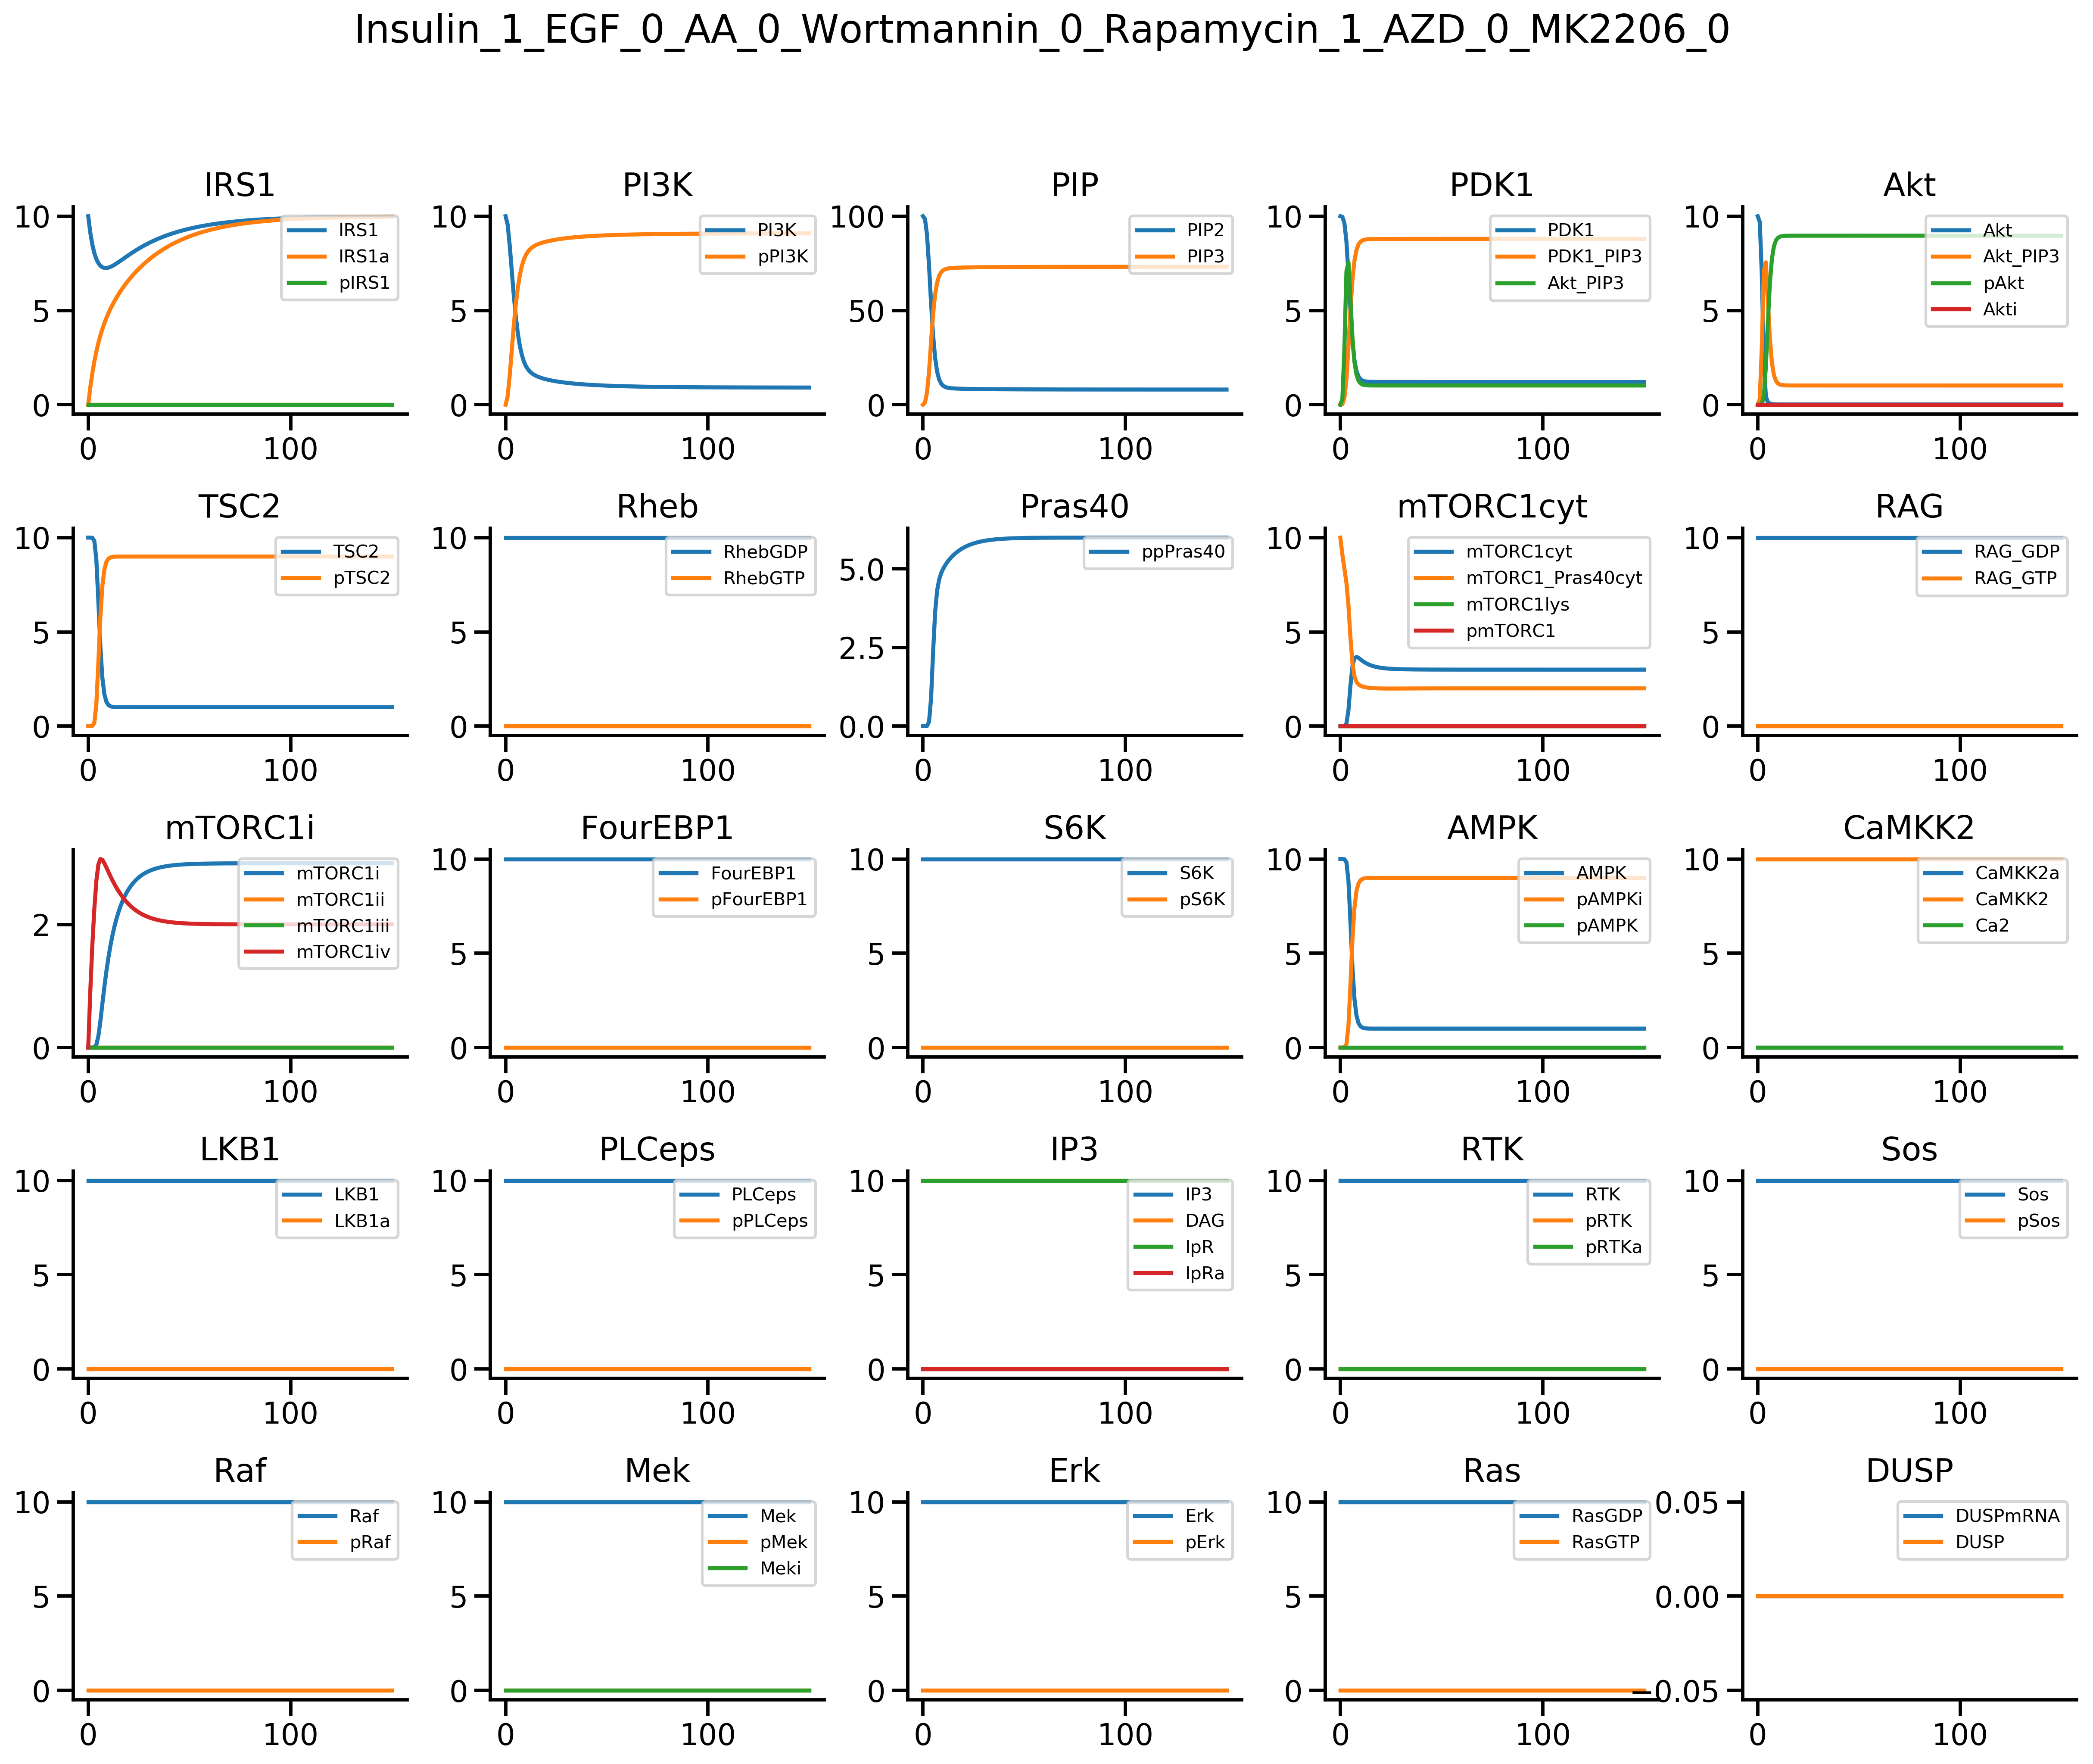 Insulin_1_EGF_0_AA_0_Wortmannin_0_Rapamycin_1_AZD_0_MK2206_0
IRS1
10
5
0
0
100
IRS1
IRS1a
pIRS1
PI3K
10
5
0
0
100
PI3K
pPI3K
PIP
100
50
0
0
100
PIP2
PIP3
PDK1
10
5
0
0
100
PDK1
PDK1_PIP3
Akt_PIP3
Akt
10
5
0
0
100
Akt
Akt_PIP3
pAkt
Akti
TSC2
10
5
0
0
100
TSC2
pTSC2
Rheb
10
5
0
0
100
RhebGDP
RhebGTP
Pras40
5.0
2.5
0.0
0
100
ppPras40
mTORC1cyt
10
5
0
0
100
mTORC1cyt
mTORC1_Pras40cyt
mTORC1lys
pmTORC1
RAG
10
5
0
0
100
RAG_GDP
RAG_GTP
mTORC1i
2
0
0
100
mTORC1i
mTORC1ii
mTORC1iii
mTORC1iv
FourEBP1
10
5
0
0
100
FourEBP1
pFourEBP1
S6K
10
5
0
0
100
S6K
pS6K
AMPK
10
5
0
0
100
AMPK
pAMPKi
pAMPK
CaMKK2
10
5
0
0
100
CaMKK2a
CaMKK2
Ca2
LKB1
10
5
0
0
100
LKB1
LKB1a
PLCeps
10
5
0
0
100
PLCeps
pPLCeps
IP3
10
5
0
0
100
IP3
DAG
IpR
IpRa
RTK
10
5
0
0
100
RTK
pRTK
pRTKa
Sos
10
5
0
0
100
Sos
pSos
Raf
10
5
0
0
100
Raf
pRaf
Mek
10
5
0
0
100
Mek
pMek
Meki
Erk
10
5
0
0
100
Erk
pErk
Ras
10
5
0
0
100
RasGDP
RasGTP
DUSP
0.05
0.00
−0.05
0
100
DUSPmRNA
DUSP